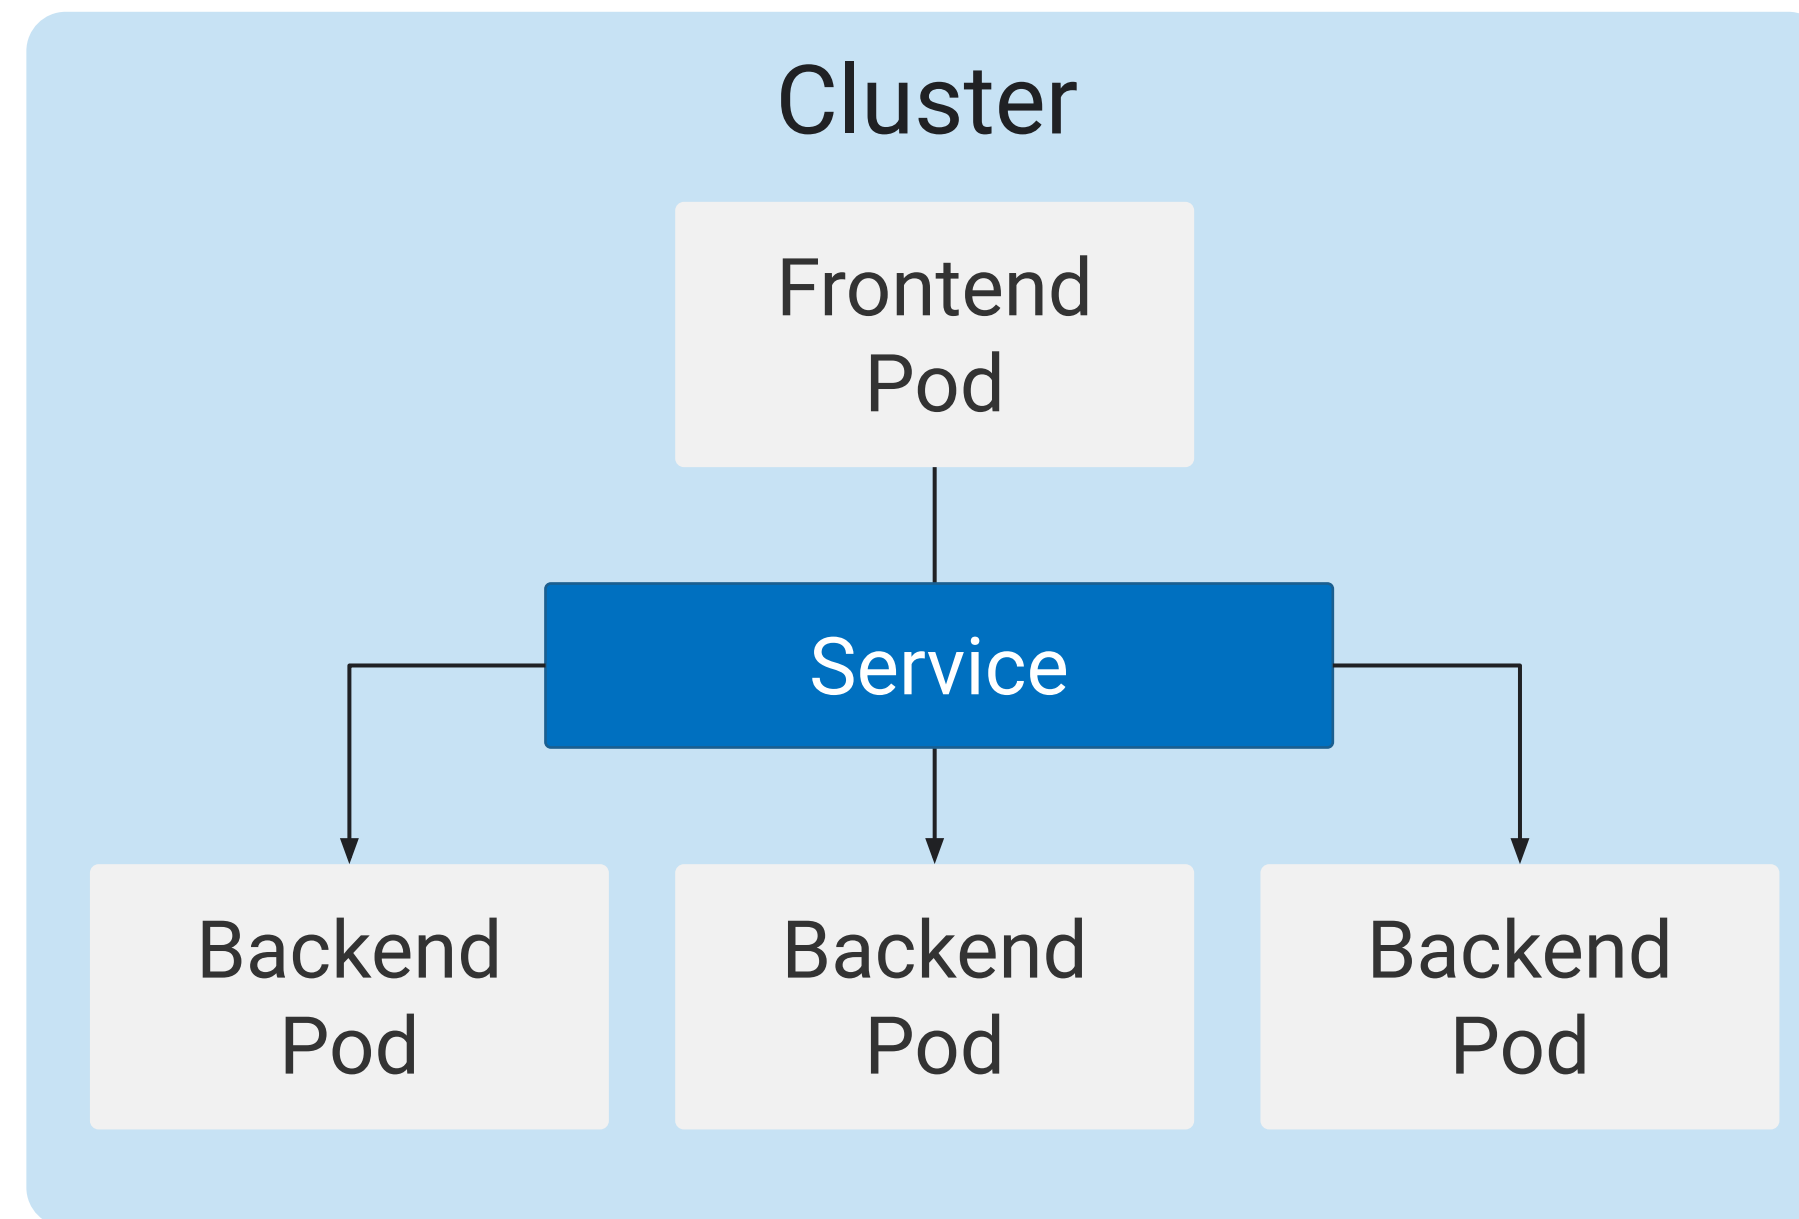 Cluster
Frontend
Pod
Service
Backend
Pod
Backend
Pod
Backend
Pod